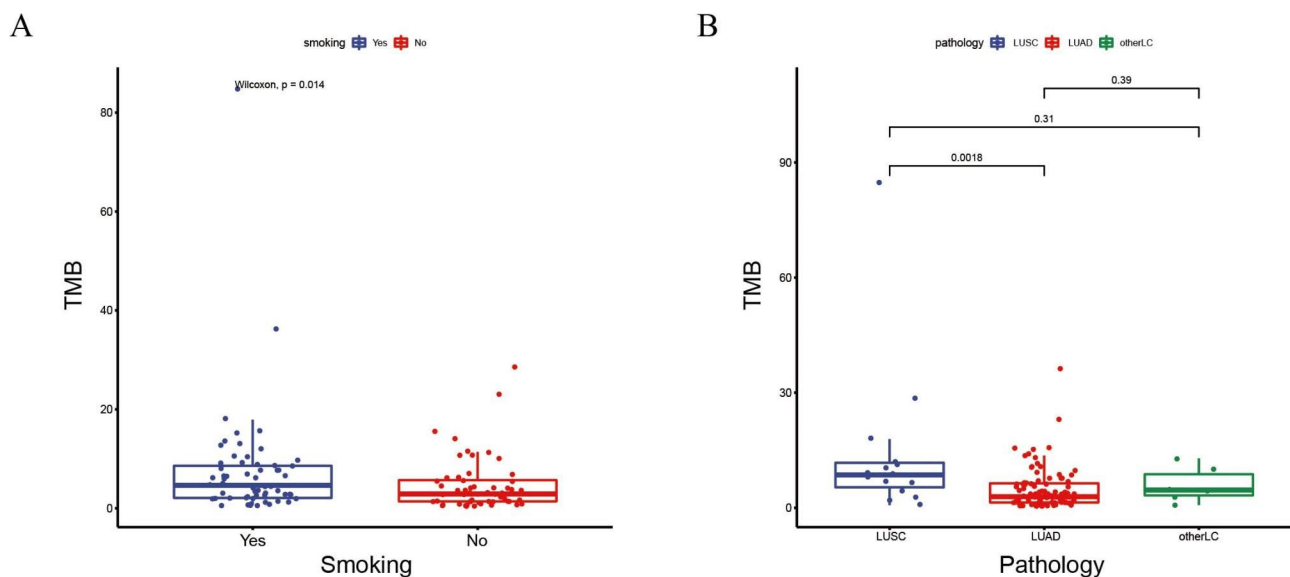 A
smoking Yes No
Wilcoxon, p = 0.014
80
60
40
20
0
TMB
Yes No
Smoking
B
pathology LUSC LUAD otherLC
0.39
0.31
0.0018
90
60
30
0
TMB
LUSC LUAD otherLC
Pathology